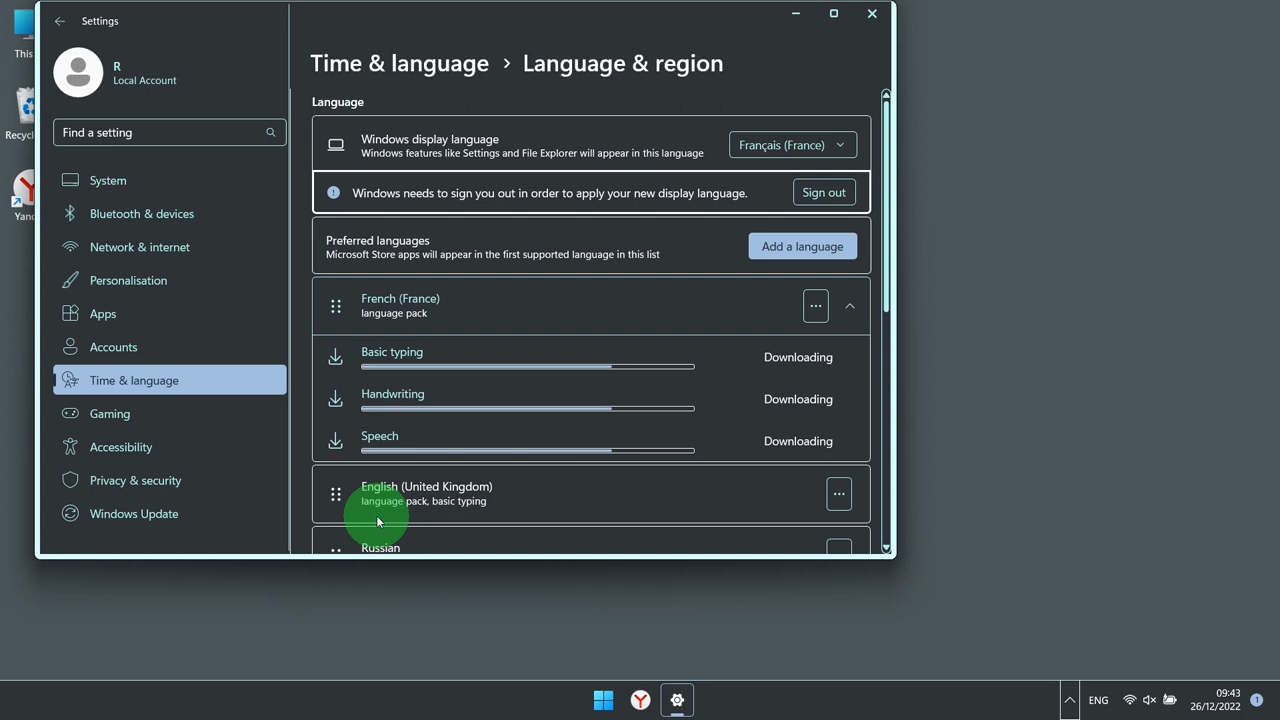 Settings
R
Local Account
Find a setting
System
Bluetooth & devices
Network & internet
Personalisation
Apps
Accounts
Time & language
Gaming
Accessibility
Privacy & security
Windows Update
Time & language > Language & region
Language
Windows display language
Windows features like Settings and File Explorer will appear in this language
Français (France)
Windows needs to sign you out in order to apply your new display language.
Sign out
Preferred languages
Microsoft Store apps will appear in the first supported language in this list
Add a language
French (France)
language pack
Basic typing
Downloading
Handwriting
Downloading
Speech
Downloading
English (United Kingdom)
language pack, basic typing
Russian
This
Recycl
Yand
ENG
09:43
26/12/2022
1